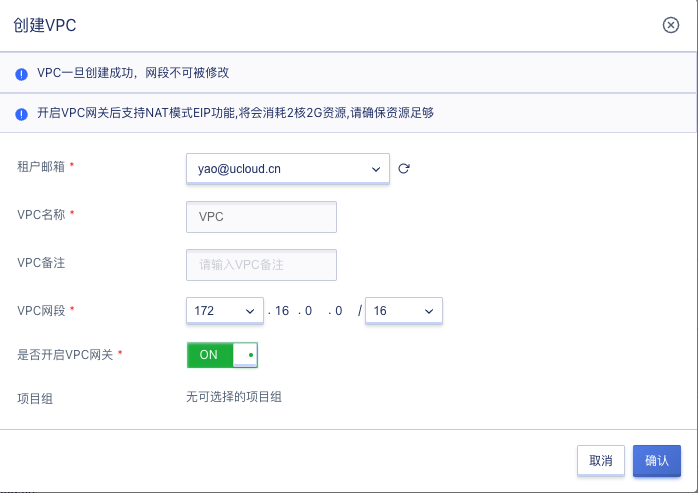 创建VPC
VPC一旦创建成功，网段不可被修改
开启VPC网关后支持NAT模式EIP功能,将会消耗2核2G资源,请确保资源足够
租户邮箱 * yao@ucloud.cn
VPC名称 * VPC
VPC备注 请输入VPC备注
VPC网段 * 172 . 16 . 0 . 0 / 16
是否开启VPC网关 * ON
项目组 无可选择的项目组
取消 确认